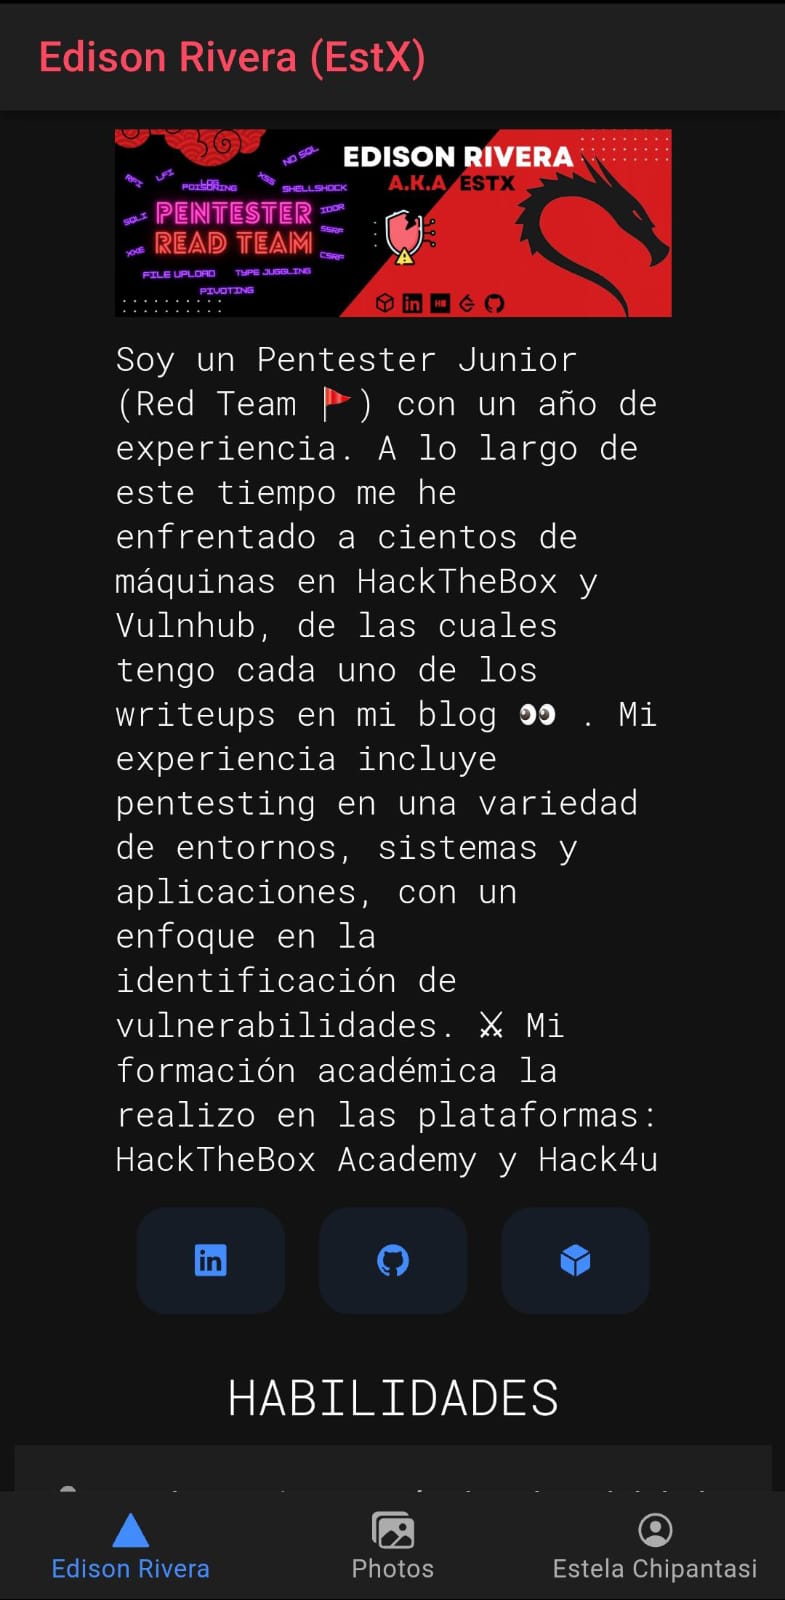 Edison Rivera (EstX)
EDISON RIVERA
A.K.A ESTX
NO SQL
RFI
LFI
LOG
POISONING
XSS
SHELLSHOCK
SQLI
PENTESTER
IDOR
READ TEAM
SSRF
XXE
CSRF
FILE UPLOAD
TYPE JUGGLING
PIVOTING
Soy un Pentester Junior
(Red Team 🚩) con un año de
experiencia. A lo largo de
este tiempo me he
enfrentado a cientos de
máquinas en HackTheBox y
Vulnhub, de las cuales
tengo cada uno de los
writeups en mi blog 👀 . Mi
experiencia incluye
pentesting en una variedad
de entornos, sistemas y
aplicaciones, con un
enfoque en la
identificación de
vulnerabilidades. ⚔ Mi
formación académica la
realizo en las plataformas:
HackTheBox Academy y Hack4u
in
HABILIDADES
Edison Rivera
Photos
Estela Chipantasi